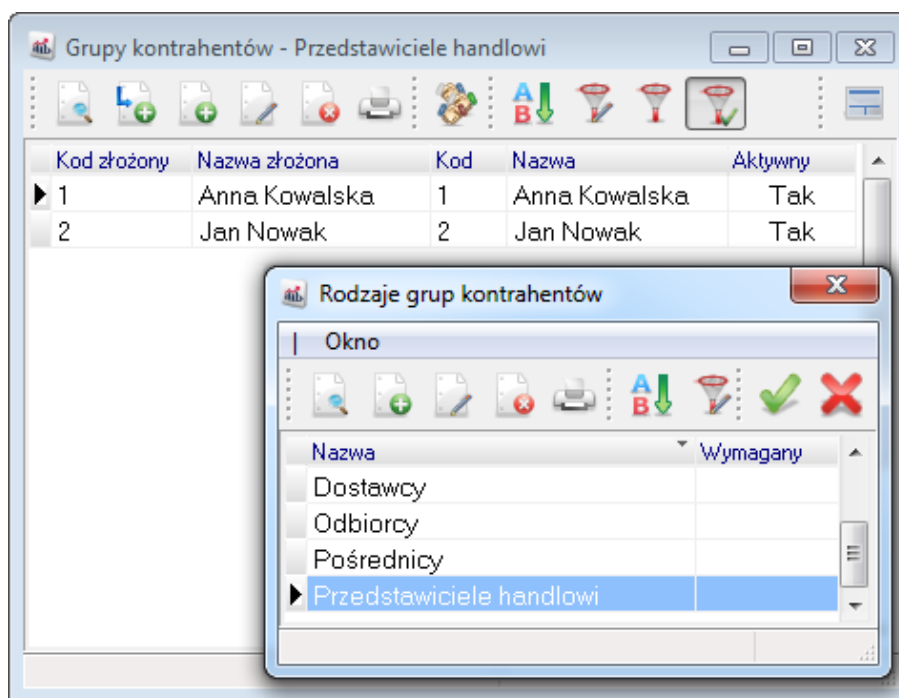 Grupy kontrahentów - Przedstawiciele handlowi
A
B
Kod złożony Nazwa złożona Kod Nazwa Aktywny
1 Anna Kowalska 1 Anna Kowalska Tak
2 Jan Nowak 2 Jan Nowak Tak
Rodzaje grup kontrahentów
| Okno
A
B
Nazwa Wymagany
Dostawcy
Odbiorcy
Pośrednicy
Przedstawiciele handlowi